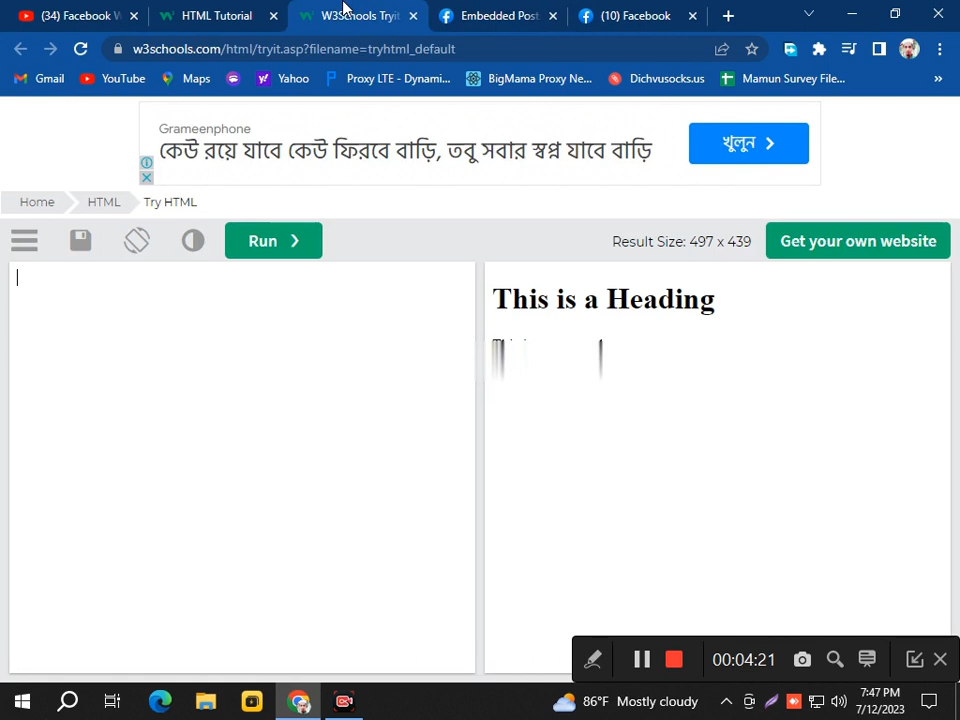 (34) Facebook W
HTML Tutorial
W3Schools Tryit
Embedded Post
(10) Facebook
w3schools.com/html/tryit.asp?filename=tryhtml_default
Gmail
YouTube
Maps
Yahoo
Proxy LTE - Dynami...
BigMama Proxy Ne...
Dichvusocks.us
Mamun Survey File...
»
Grameenphone
কেউ রয়ে যাবে কেউ ফিরবে বাড়ি, তবু সবার স্বপ্ন যাবে বাড়ি
খুলুন
Home
HTML
Try HTML
Run
Result Size: 497 x 439
Get your own website
This is a Heading
00:04:21
86°F Mostly cloudy
7:47 PM
7/12/2023